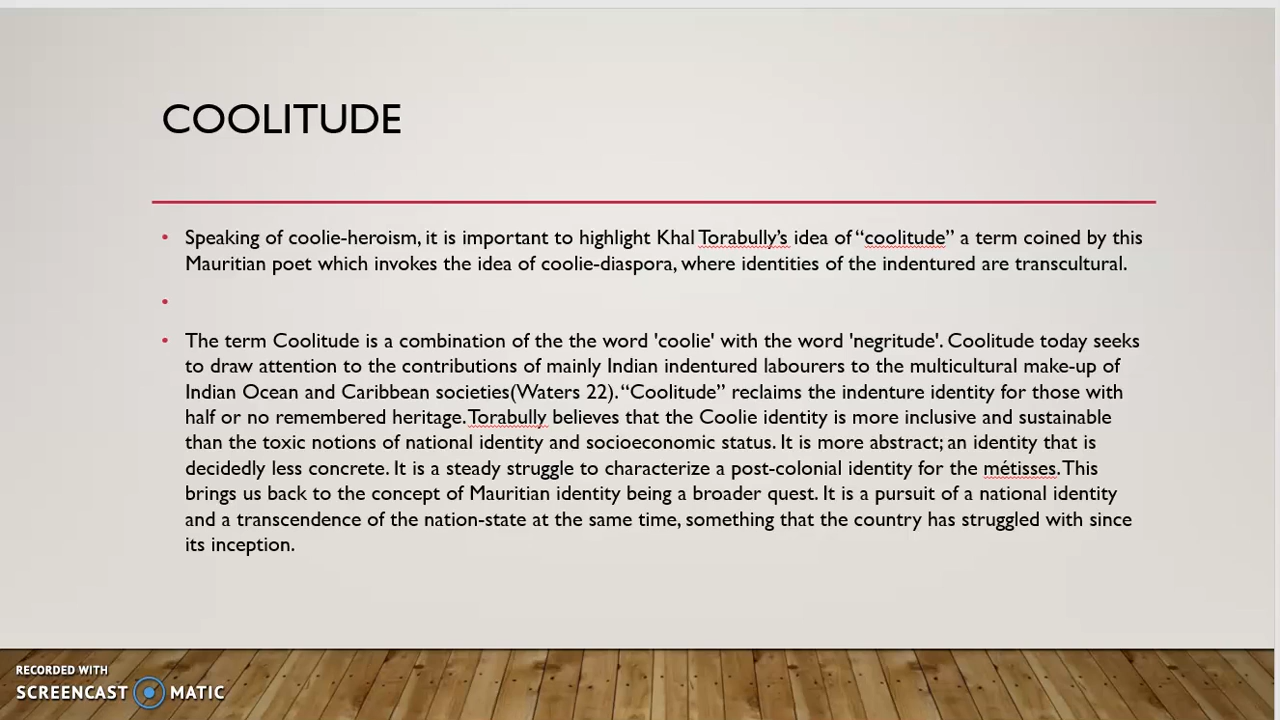 COOLITUDE
• Speaking of coolie-heroism, it is important to highlight Khal Torabully’s idea of “coolitude” a term coined by this
Mauritian poet which invokes the idea of coolie-diaspora, where identities of the indentured are transcultural.
•
• The term Coolitude is a combination of the the word 'coolie' with the word 'negritude'. Coolitude today seeks
to draw attention to the contributions of mainly Indian indentured labourers to the multicultural make-up of
Indian Ocean and Caribbean societies(Waters 22). “Coolitude” reclaims the indenture identity for those with
half or no remembered heritage. Torabully believes that the Coolie identity is more inclusive and sustainable
than the toxic notions of national identity and socioeconomic status. It is more abstract; an identity that is
decidedly less concrete. It is a steady struggle to characterize a post-colonial identity for the métisses. This
brings us back to the concept of Mauritian identity being a broader quest. It is a pursuit of a national identity
and a transcendence of the nation-state at the same time, something that the country has struggled with since
its inception.
RECORDED WITH
SCREENCAST MATIC